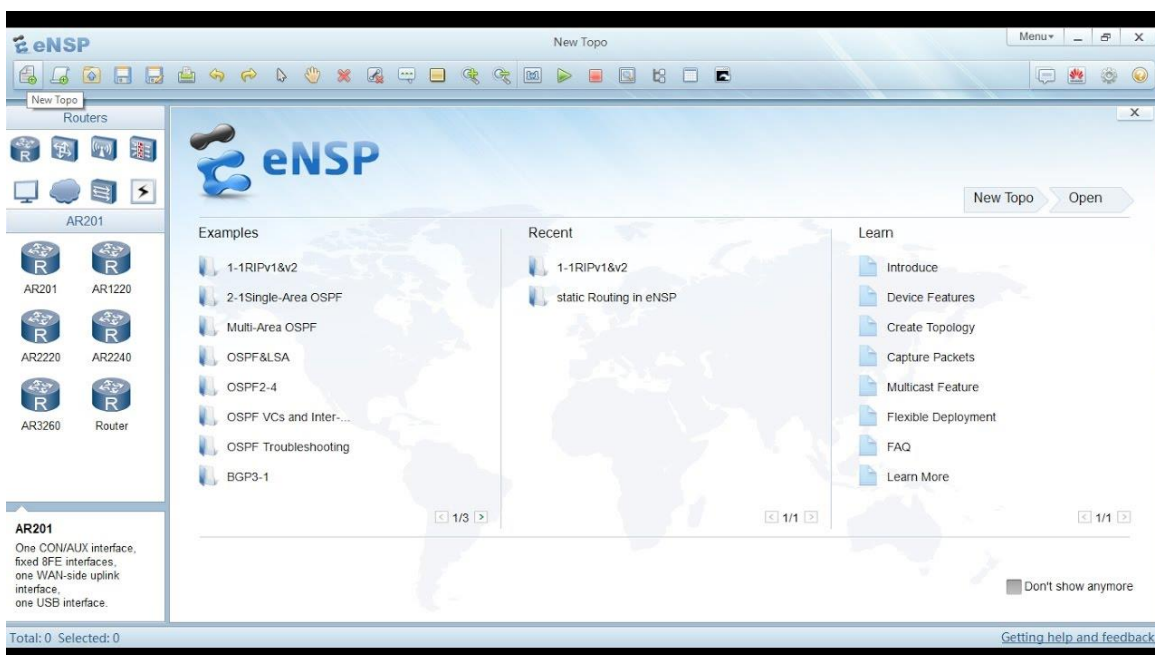 eNSP
New Topo
Menu
New Topo
Routers
AR201
AR201
AR1220
AR2220
AR2240
AR3260
Router
AR201
One CON/AUX interface,
fixed 8FE interfaces,
one WAN-side uplink
interface,
one USB interface.
eNSP
New Topo
Open
Examples
1-1RIPv1&v2
2-1Single-Area OSPF
Multi-Area OSPF
OSPF&LSA
OSPF2-4
OSPF VCs and Inter-...
OSPF Troubleshooting
BGP3-1
< 1/3 >
Recent
1-1RIPv1&v2
static Routing in eNSP
< 1/1 >
Learn
Introduce
Device Features
Create Topology
Capture Packets
Multicast Feature
Flexible Deployment
FAQ
Learn More
< 1/1 >
Don't show anymore
Total: 0 Selected: 0
Getting help and feedback